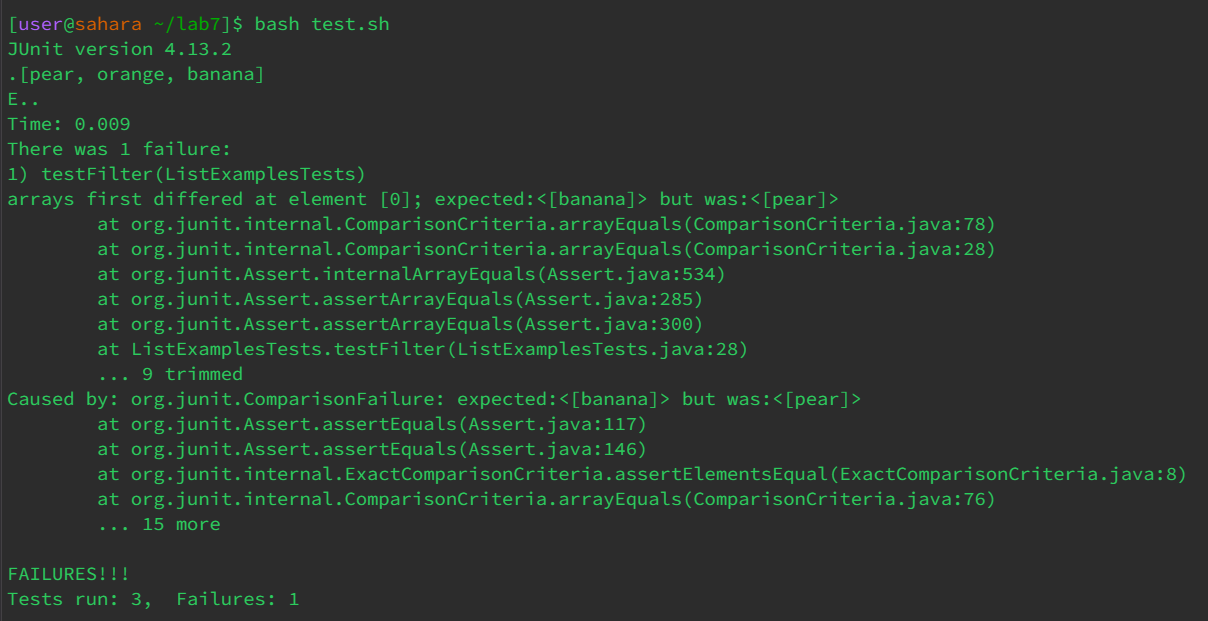 [user@sahara ~/lab7]$ bash test.sh
JUnit version 4.13.2
.[pear, orange, banana]
E..
Time: 0.009
There was 1 failure:
1) testFilter(ListExamplesTests)
arrays first differed at element [0]; expected:<[banana]> but was:<[pear]>
        at org.junit.internal.ComparisonCriteria.arrayEquals(ComparisonCriteria.java:78)
        at org.junit.internal.ComparisonCriteria.arrayEquals(ComparisonCriteria.java:28)
        at org.junit.Assert.internalArrayEquals(Assert.java:534)
        at org.junit.Assert.assertArrayEquals(Assert.java:285)
        at org.junit.Assert.assertArrayEquals(Assert.java:300)
        at ListExamplesTests.testFilter(ListExamplesTests.java:28)
        ... 9 trimmed
Caused by: org.junit.ComparisonFailure: expected:<[banana]> but was:<[pear]>
        at org.junit.Assert.assertEquals(Assert.java:117)
        at org.junit.Assert.assertEquals(Assert.java:146)
        at org.junit.internal.ExactComparisonCriteria.assertElementsEqual(ExactComparisonCriteria.java:8)
        at org.junit.internal.ComparisonCriteria.arrayEquals(ComparisonCriteria.java:76)
        ... 15 more

FAILURES!!!
Tests run: 3,  Failures: 1